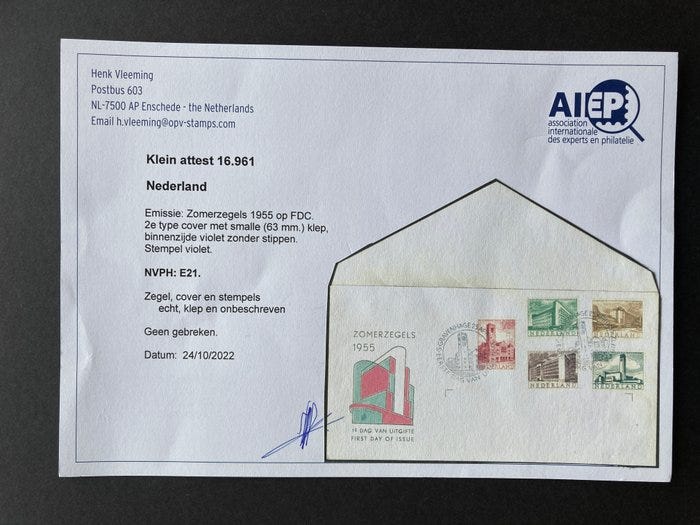 Henk Vleeming
Postbus 603
NL-7500 AP Enschede - the Netherlands
Email h.vleeming@opv-stamps.com
AIEP
association
internationale
des experts en philatelie
Klein attest 16.961
Nederland
Emissie: Zomerzegels 1955 op FDC.
2e type cover met smalle (63 mm.) klep,
binnenzijde violet zonder stippen.
Stempel violet.
NVPH: E21.
Zegel, cover en stempels
echt, klep en onbeschreven
Geen gebreken.
Datum: 24/10/2022
ZOMERZEGELS
1955
1e DAG VAN UITGIFTE
FIRST DAY OF ISSUE
NEDERLAND
NEDERLAND
NEDERLAND
NEDERLAND
NEDERLAND